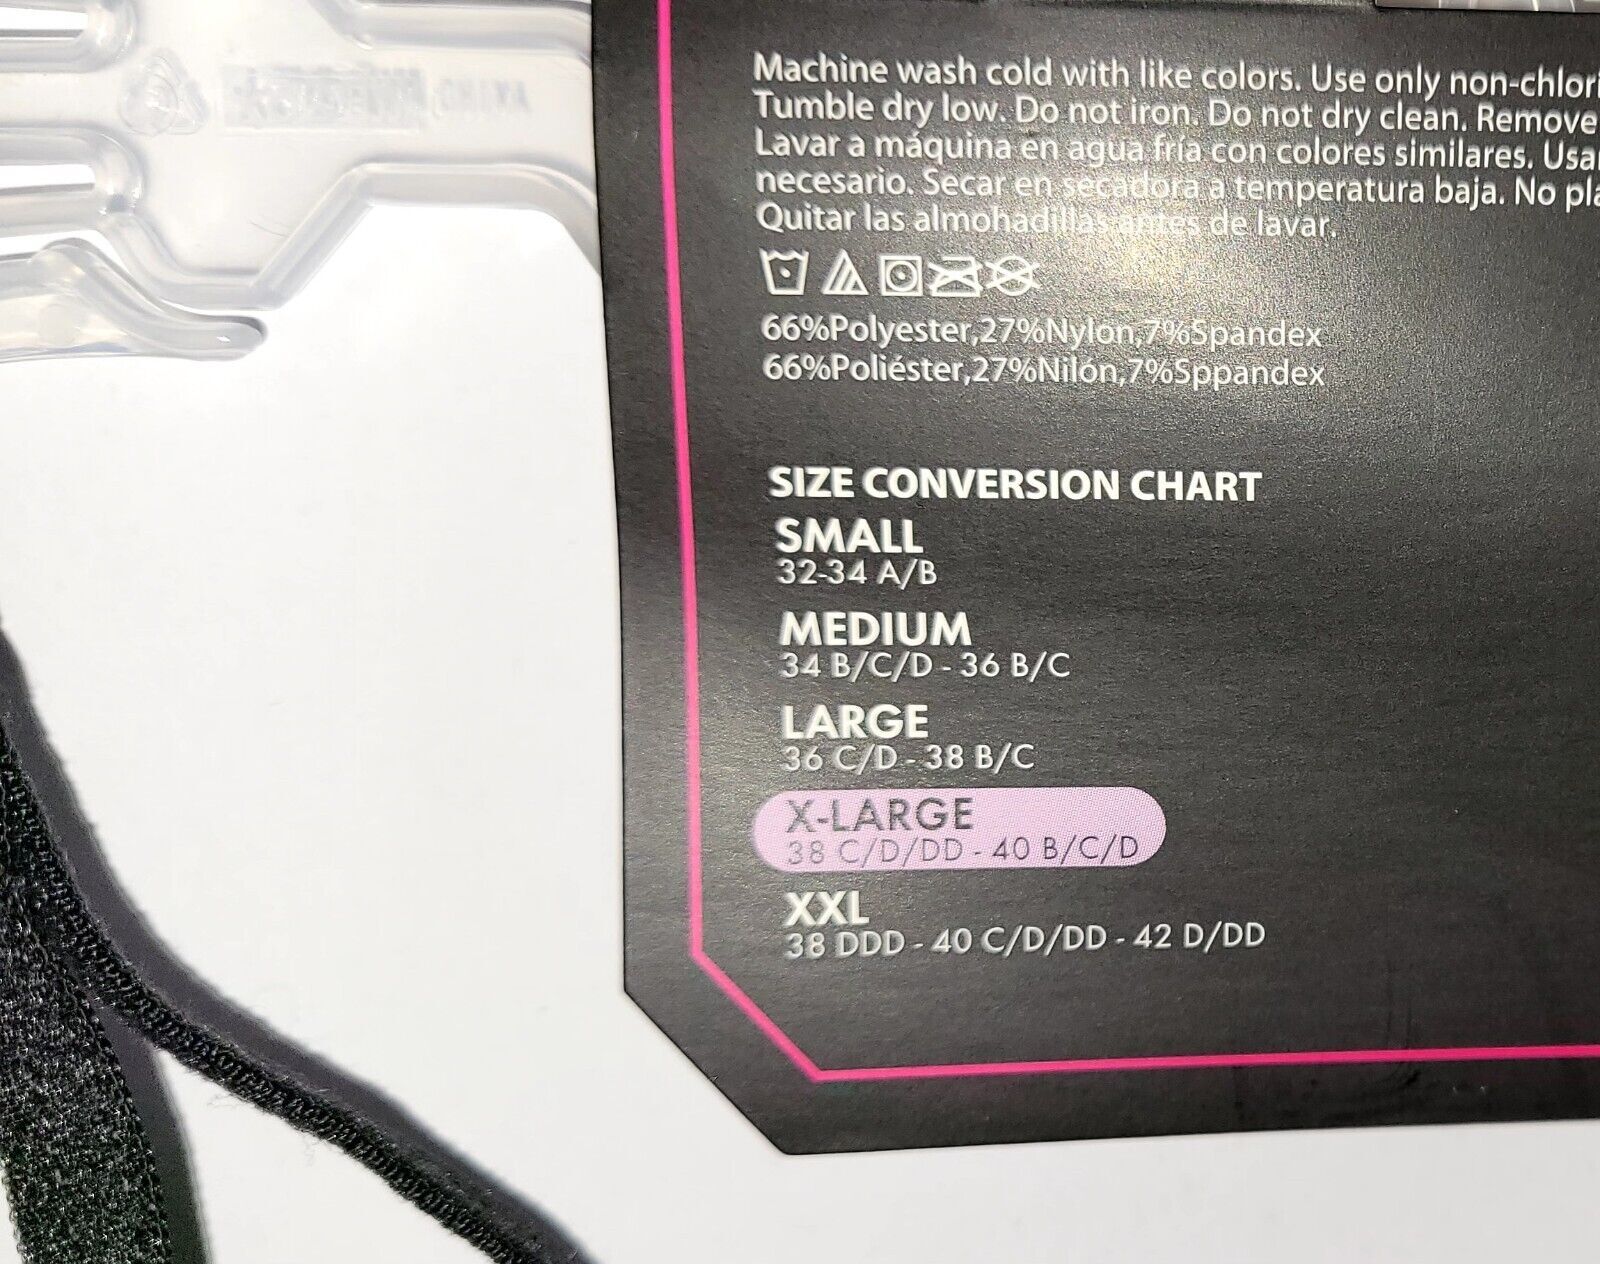 Machine wash cold with like colors. Use only non-chlori
Tumble dry low. Do not iron. Do not dry clean. Remove
Lavar a máquina en agua fría con colores similares. Usar
necesario. Secar en secadora a temperatura baja. No pla
Quitar las almohadillas antes de lavar.
66%Polyester,27%Nylon,7%Spandex
66%Poliéster,27%Nilón,7%Sppandex
SIZE CONVERSION CHART
SMALL
32-34 A/B
MEDIUM
34 B/C/D - 36 B/C
LARGE
36 C/D - 38 B/C
X-LARGE
38 C/D/DD - 40 B/C/D
XXL
38 DDD - 40 C/D/DD - 42 D/DD